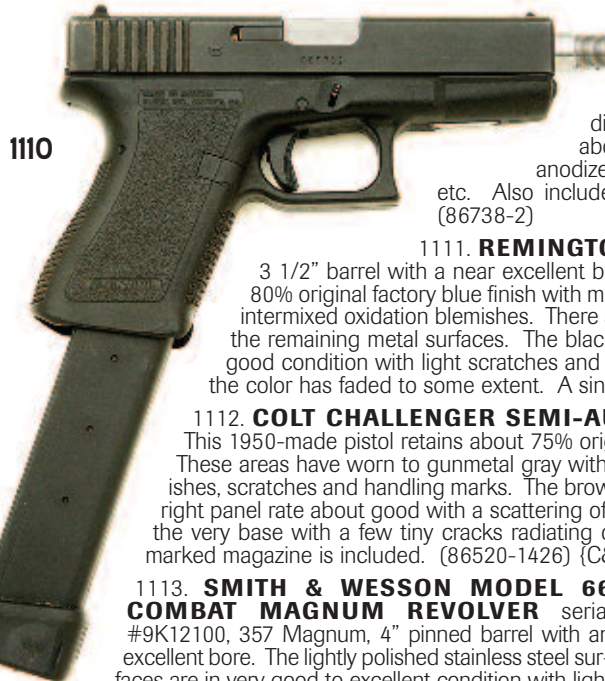 1110
di
abo
anodize
etc. Also include
(86738-2)
1111. REMINGTO
3 1/2” barrel with a near excellent b
80% original factory blue finish with m
intermixed oxidation blemishes. There
the remaining metal surfaces. The blac
good condition with light scratches and
the color has faded to some extent. A sin
1112. COLT CHALLENGER SEMI-AU
This 1950-made pistol retains about 75% orig
These areas have worn to gunmetal gray with
ishes, scratches and handling marks. The brow
right panel rate about good with a scattering of
the very base with a few tiny cracks radiating
marked magazine is included. (86520-1426) {C&
1113. SMITH & WESSON MODEL 66
COMBAT MAGNUM REVOLVER serial
#9K12100, 357 Magnum, 4” pinned barrel with an
excellent bore. The lightly polished stainless steel sur-
faces are in very good to excellent condition with light